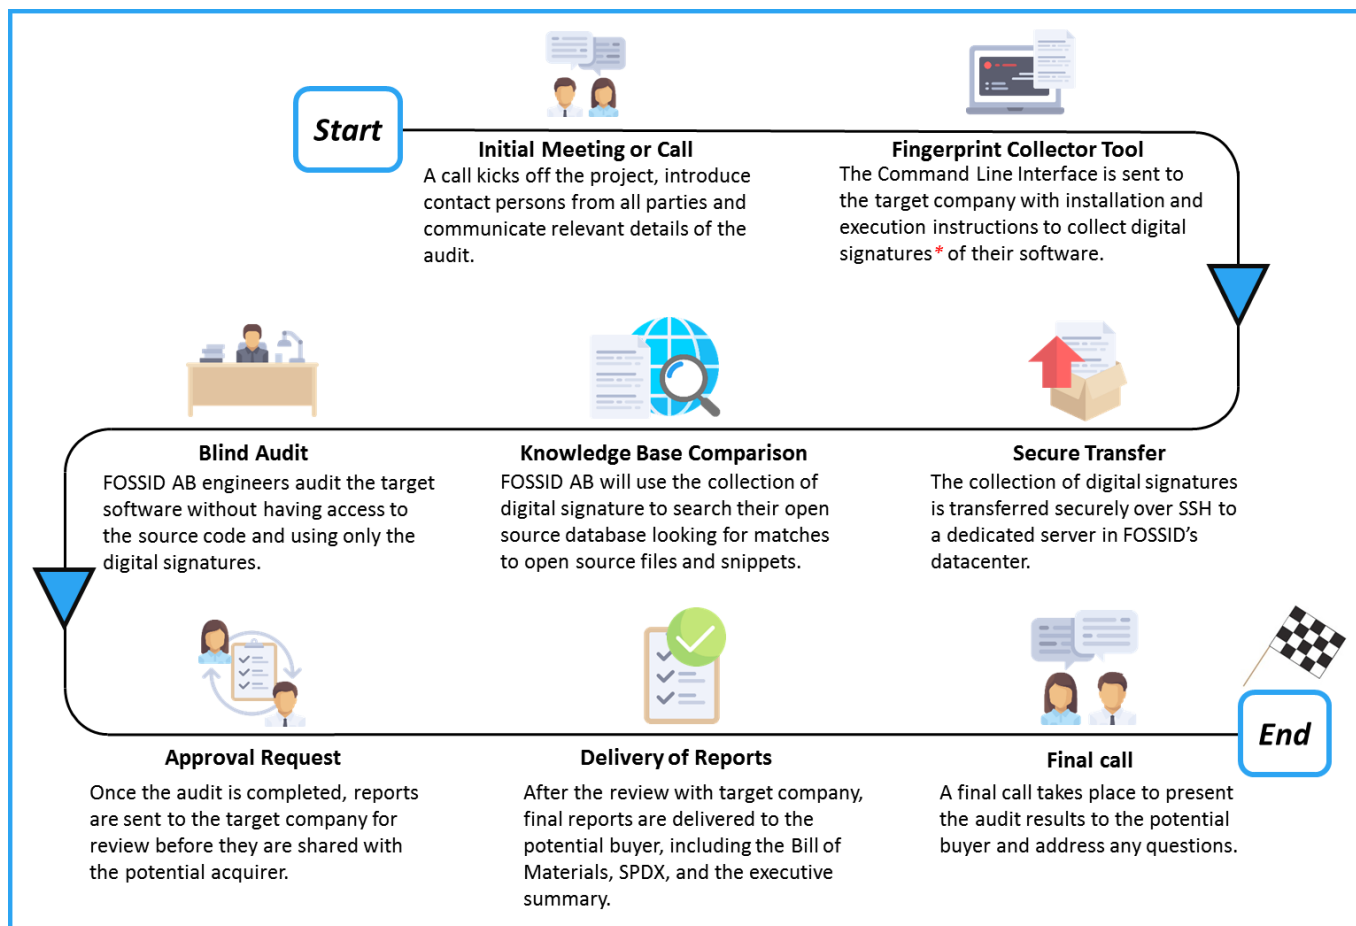 Start
Initial Meeting or Call
A call kicks off the project, introduce
contact persons from all parties and
communicate relevant details of the
audit.
Fingerprint Collector Tool
The Command Line Interface is sent to
the target company with installation and
execution instructions to collect digital
signatures* of their software.
Blind Audit
FOSSID AB engineers audit the target
software without having access to
the source code and using only the
digital signatures.
Knowledge Base Comparison
FOSSID AB will use the collection of
digital signature to search their open
source database looking for matches
to open source files and snippets.
Secure Transfer
The collection of digital signatures
is transferred securely over SSH to
a dedicated server in FOSSID’s
datacenter.
Approval Request
Once the audit is completed, reports
are sent to the target company for
review before they are shared with
the potential acquirer.
Delivery of Reports
After the review with target company,
final reports are delivered to the
potential buyer, including the Bill of
Materials, SPDX, and the executive
summary.
Final call
A final call takes place to present
the audit results to the potential
buyer and address any questions.
End